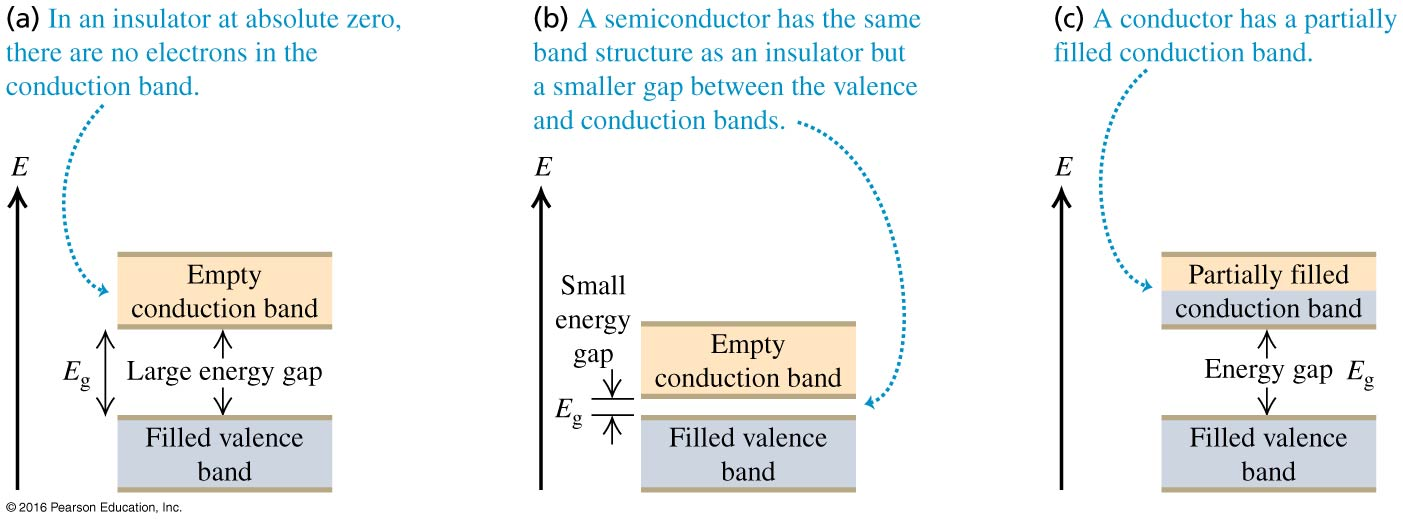 (a) In an insulator at absolute zero,
there are no electrons in the
conduction band.
E
Empty
conduction band
Eg
Large energy gap
Filled valence
band
(b) A semiconductor has the same
band structure as an insulator but
a smaller gap between the valence
and conduction bands.
E
Small
energy
gap
Eg
Empty
conduction band
Filled valence
band
(c) A conductor has a partially
filled conduction band.
E
Partially filled
conduction band
Energy gap Eg
Filled valence
band
© 2016 Pearson Education, Inc.